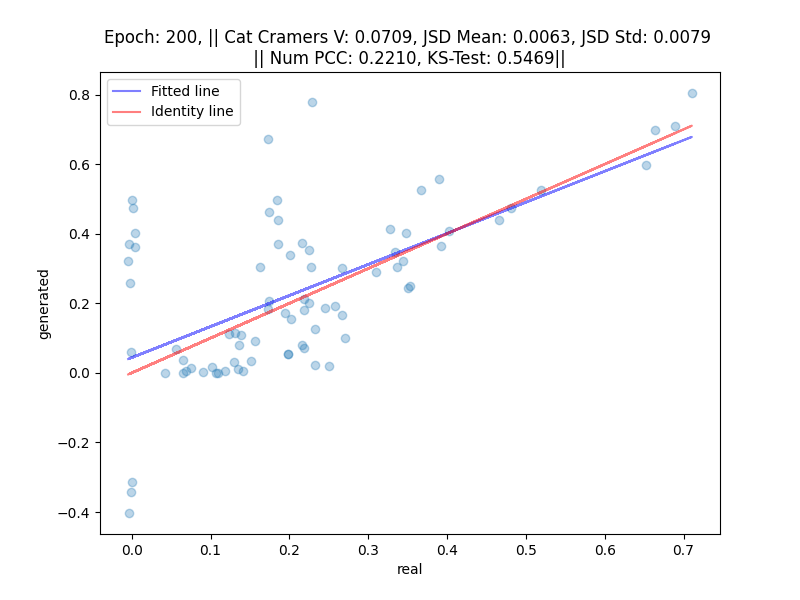 Epoch: 200, || Cat Cramers V: 0.0709, JSD Mean: 0.0063, JSD Std: 0.0079
|| Num PCC: 0.2210, KS-Test: 0.5469||
Fitted line
Identity line
0.8
0.6
0.4
0.2
0.0
−0.2
−0.4
generated
0.0 0.1 0.2 0.3 0.4 0.5 0.6 0.7
real